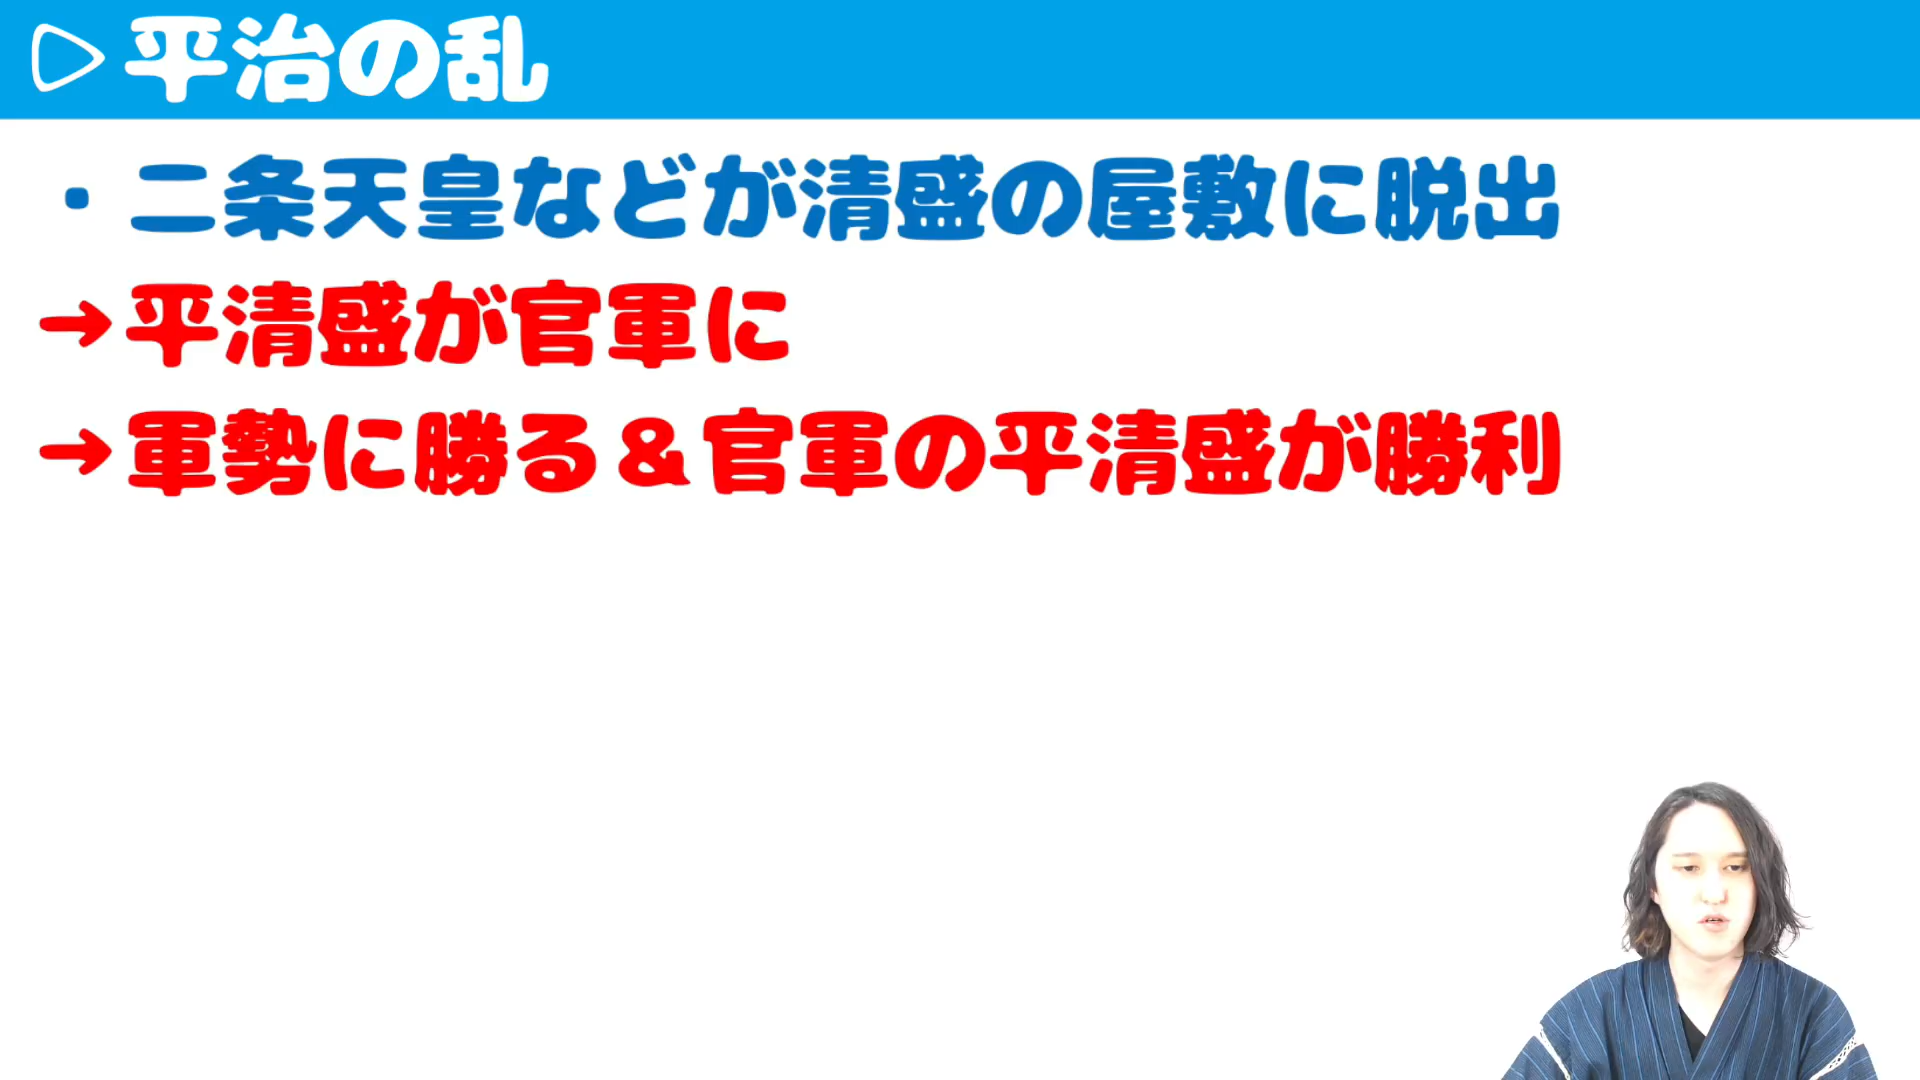 ▷平治の乱
・二条天皇などが清盛の屋敷に脱出
→平清盛が官軍に
→軍勢に勝る＆官軍の平清盛が勝利